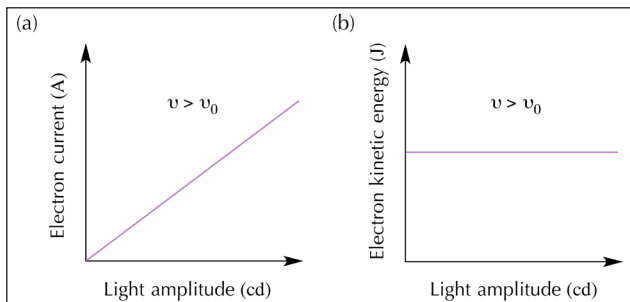 (a)
Electron current (A)
υ > υ0
Light amplitude (cd)
(b)
Electron kinetic energy (J)
υ > υ0
Light amplitude (cd)